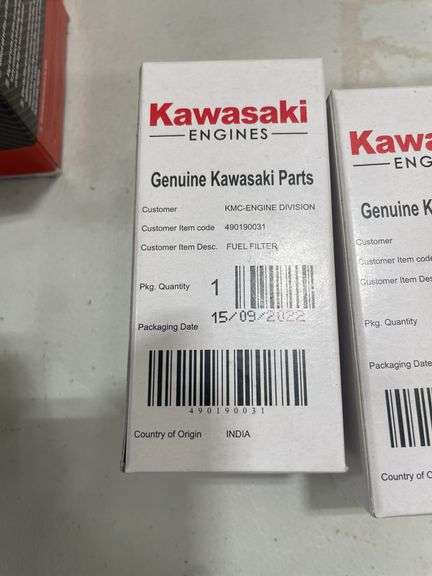 Kawasaki
ENGINES
Genuine Kawasaki Parts
Customer KMC-ENGINE DIVISION
Customer Item code 490190031
Customer Item Desc. FUEL FILTER
Pkg. Quantity 1
15/09/2022
Packaging Date
490190031
Country of Origin INDIA
Kawa
ENG
Genuine K
Customer
Customer Item code
Customer Item Des
Pkg. Quantity
Packaging Date
Country of O